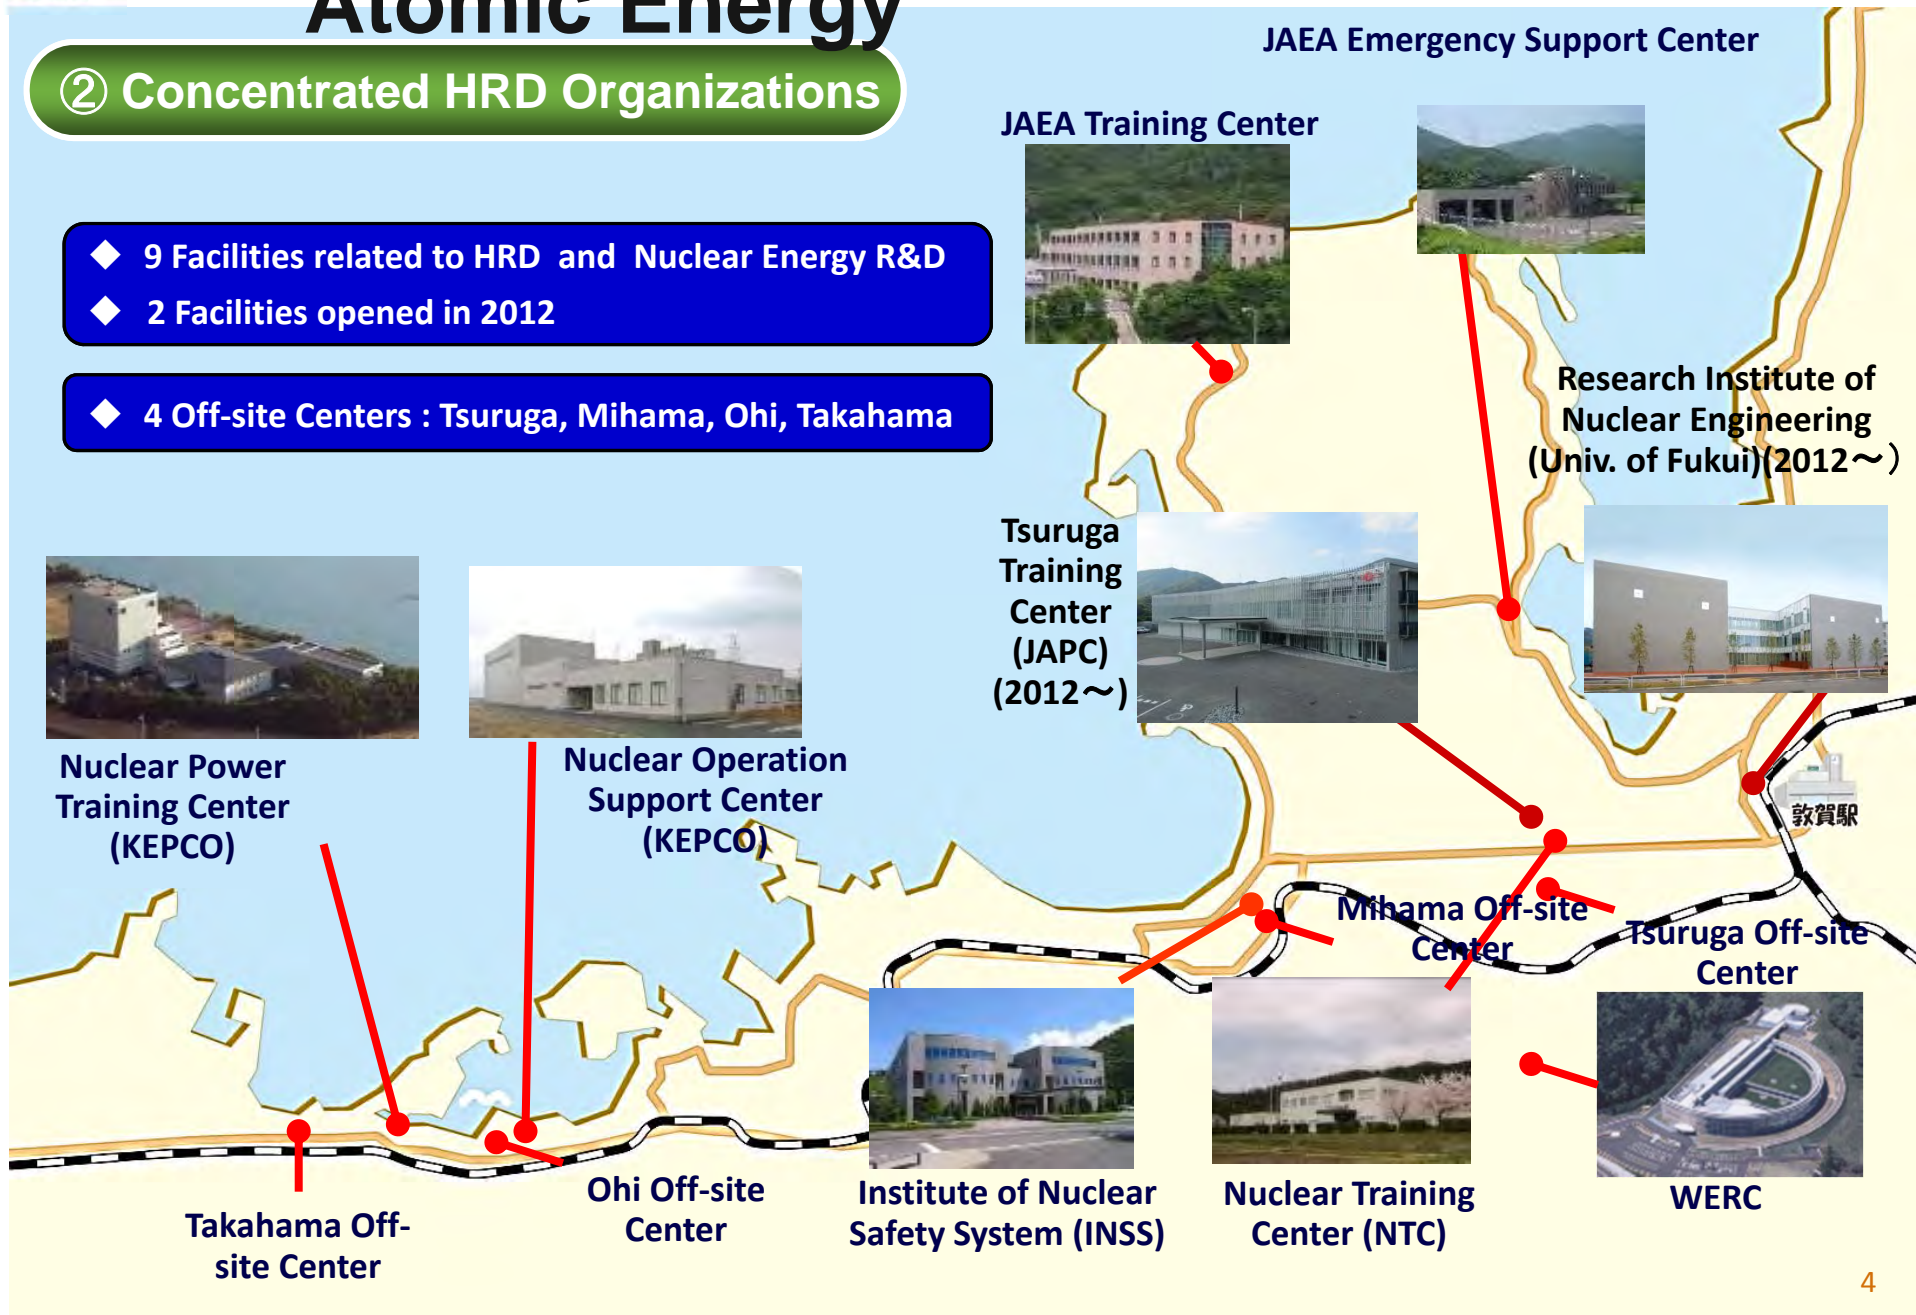 Atomic Energy
② Concentrated HRD Organizations
◆ 9 Facilities related to HRD and Nuclear Energy R&D
◆ 2 Facilities opened in 2012
◆ 4 Off-site Centers : Tsuruga, Mihama, Ohi, Takahama
JAEA Emergency Support Center
JAEA Training Center
Research Institute of
Nuclear Engineering
(Univ. of Fukui)(2012～)
Tsuruga
Training
Center
(JAPC)
(2012～)
Nuclear Power
Training Center
(KEPCO)
Nuclear Operation
Support Center
(KEPCO)
敦賀駅
Mihama Off-site
Center
Tsuruga Off-site
Center
Takahama Off-
site Center
Ohi Off-site
Center
Institute of Nuclear
Safety System (INSS)
Nuclear Training
Center (NTC)
WERC
4